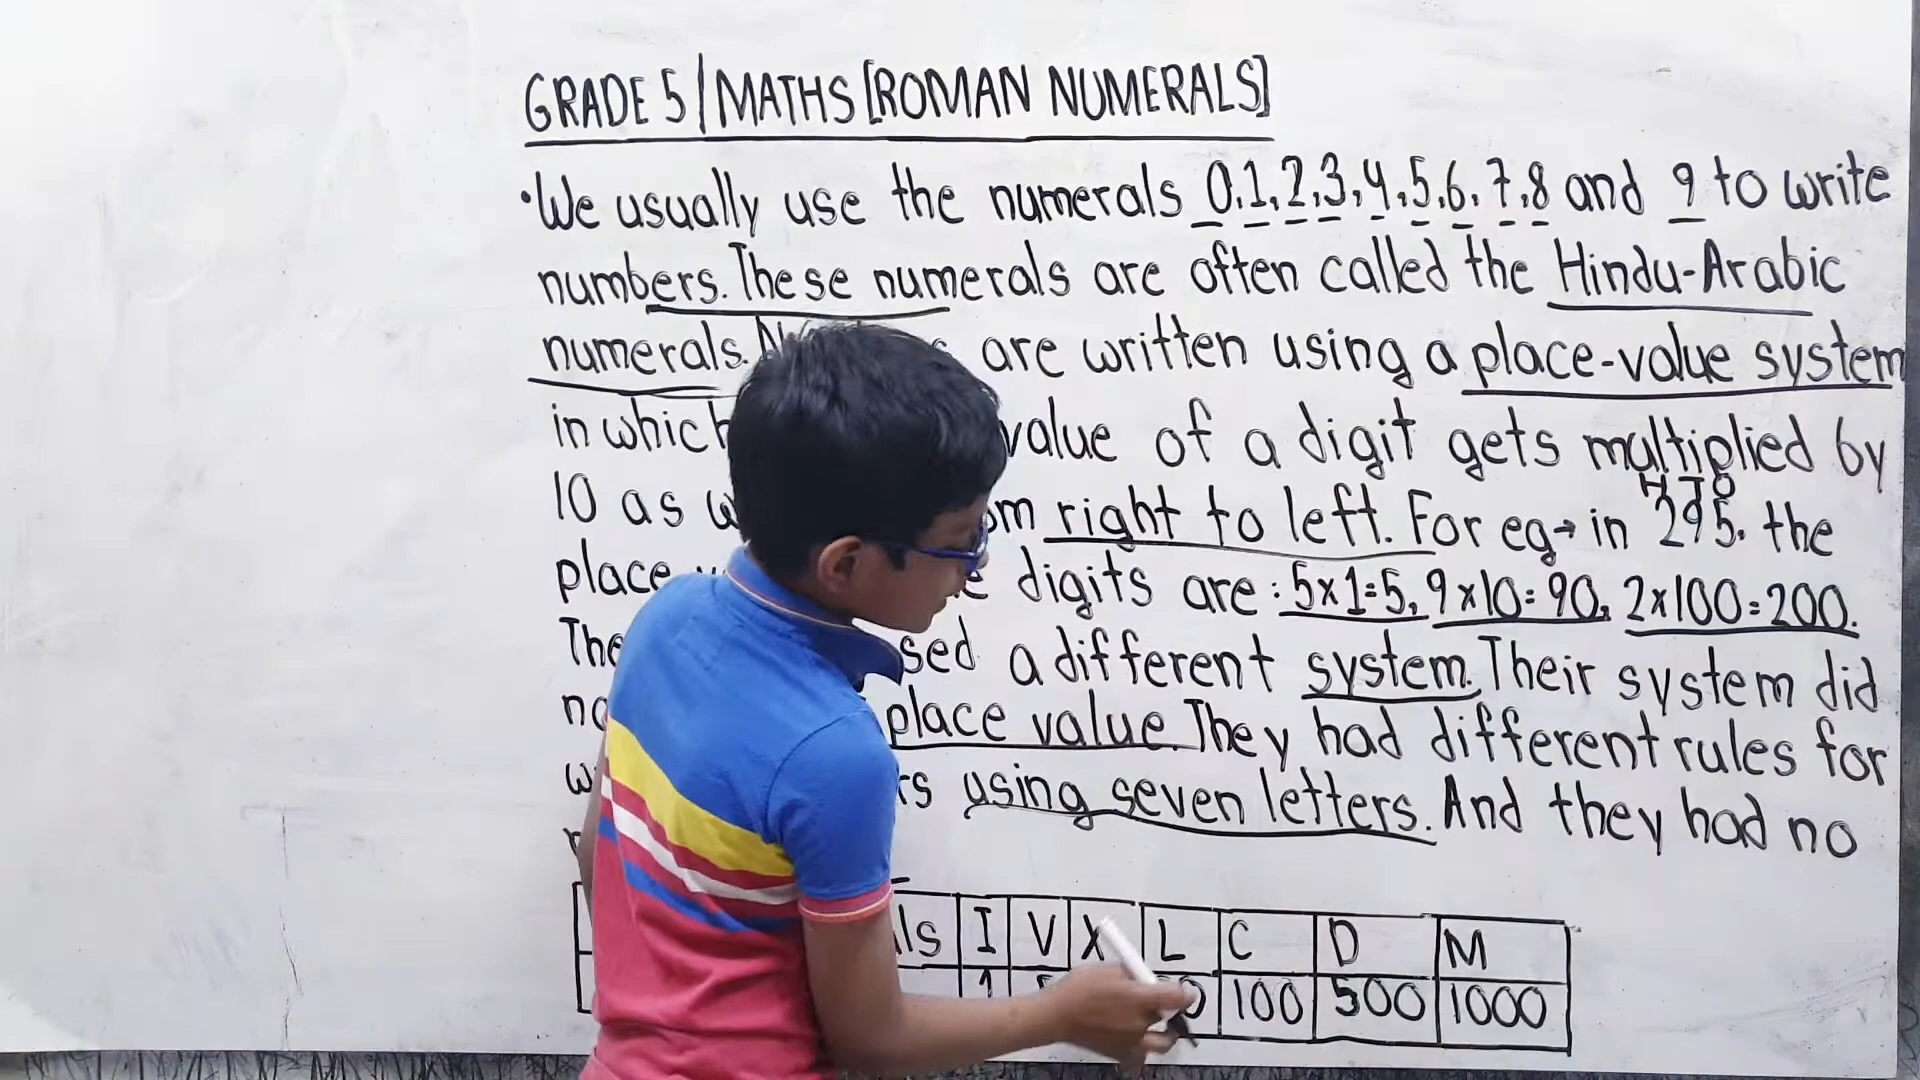 GRADE 5 | MATHS [ROMAN NUMERALS]
•We usually use the numerals 0,1,2,3,4,5,6,7,8 and 9 to write
numbers. These numerals are often called the Hindu-Arabic
numerals. are written using a place-value system
in which value of a digit gets multiplied by
10 as right to left. For eg→ in 295, the
H T O
place digits are : 5x1=5, 9x10=90, 2x100=200.
The a different system. Their system did
place value. They had different rules for
using seven letters. And they had no
I V X L C D M
1 100 500 1000